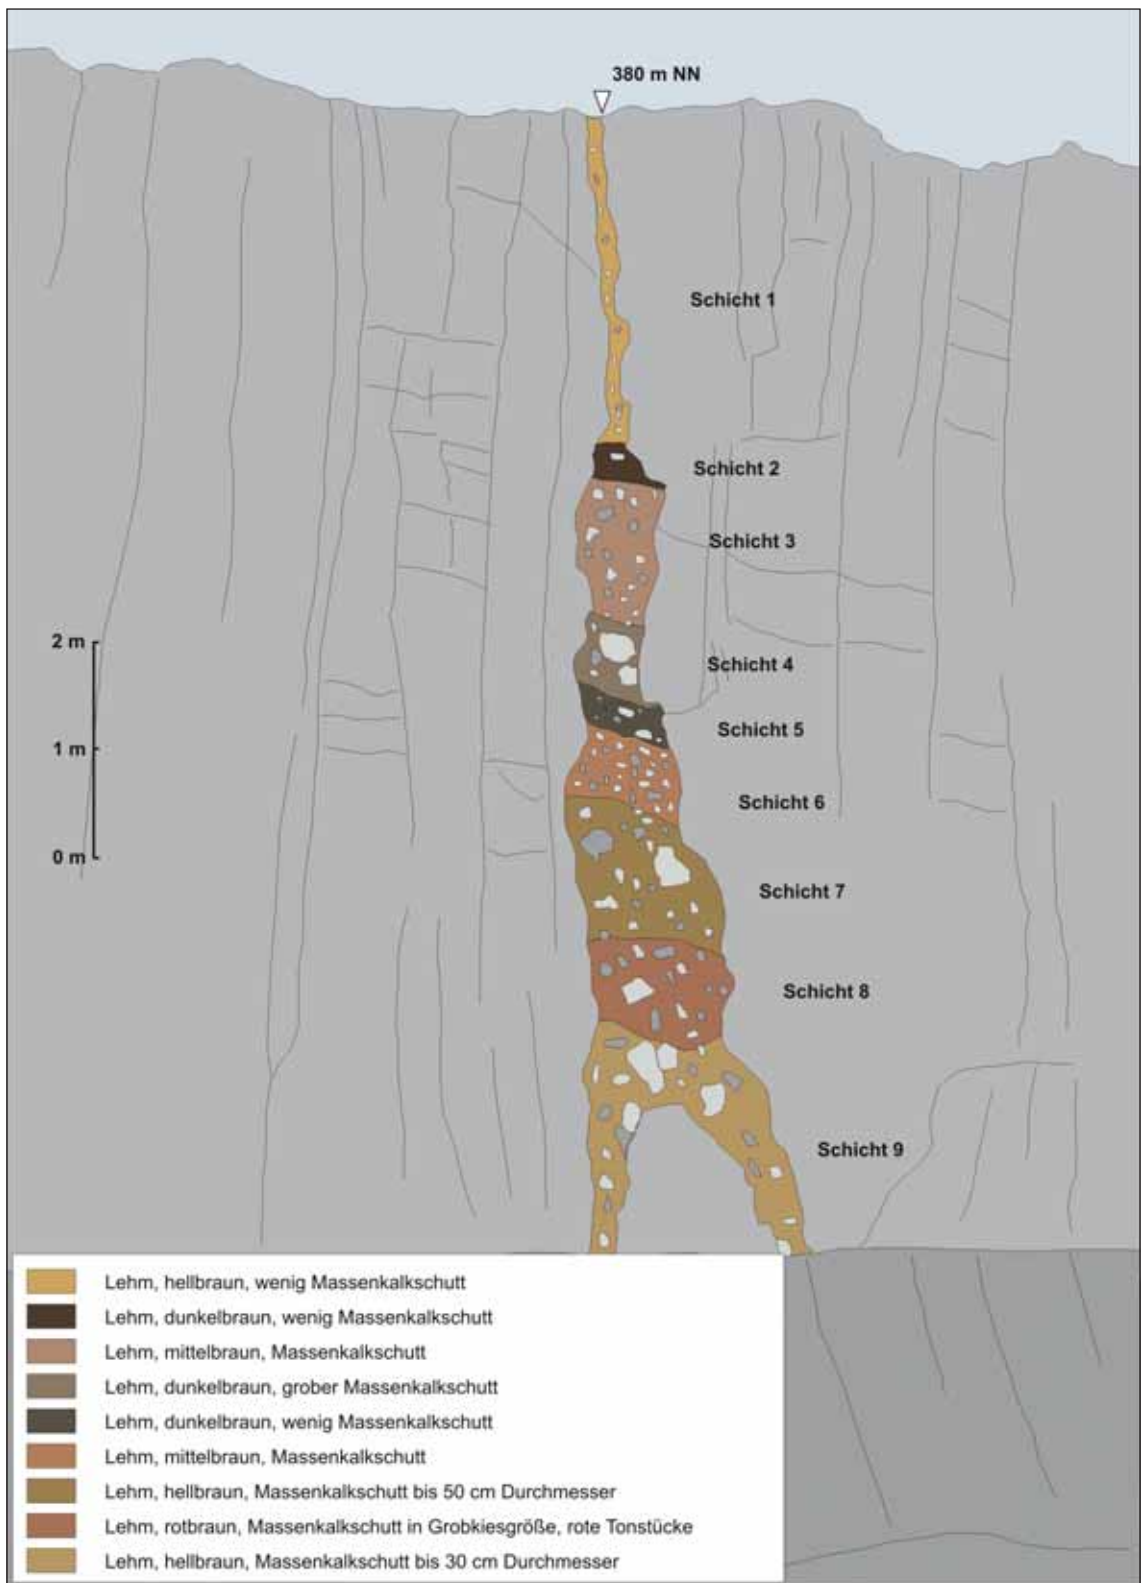 380 m NN
Schicht 1
Schicht 2
Schicht 3
2 m
Schicht 4
Schicht 5
1 m
Schicht 6
0 m
Schicht 7
Schicht 8
Schicht 9
Lehm, hellbraun, wenig Massenkalkschutt
Lehm, dunkelbraun, wenig Massenkalkschutt
Lehm, mittelbraun, Massenkalkschutt
Lehm, dunkelbraun, grober Massenkalkschutt
Lehm, dunkelbraun, wenig Massenkalkschutt
Lehm, mittelbraun, Massenkalkschutt
Lehm, hellbraun, Massenkalkschutt bis 50 cm Durchmesser
Lehm, rotbraun, Massenkalkschutt in Grobkiesgröße, rote Tonstücke
Lehm, hellbraun, Massenkalkschutt bis 30 cm Durchmesser